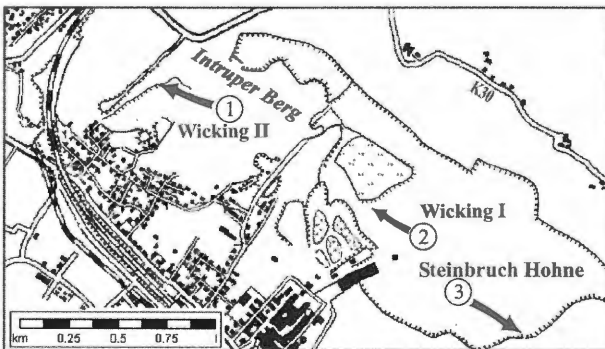 Intruper Berg
K30
①
Wicking II
Wicking I
②
Steinbruch Hohne
③
km 0.25 0.5 0.75 1